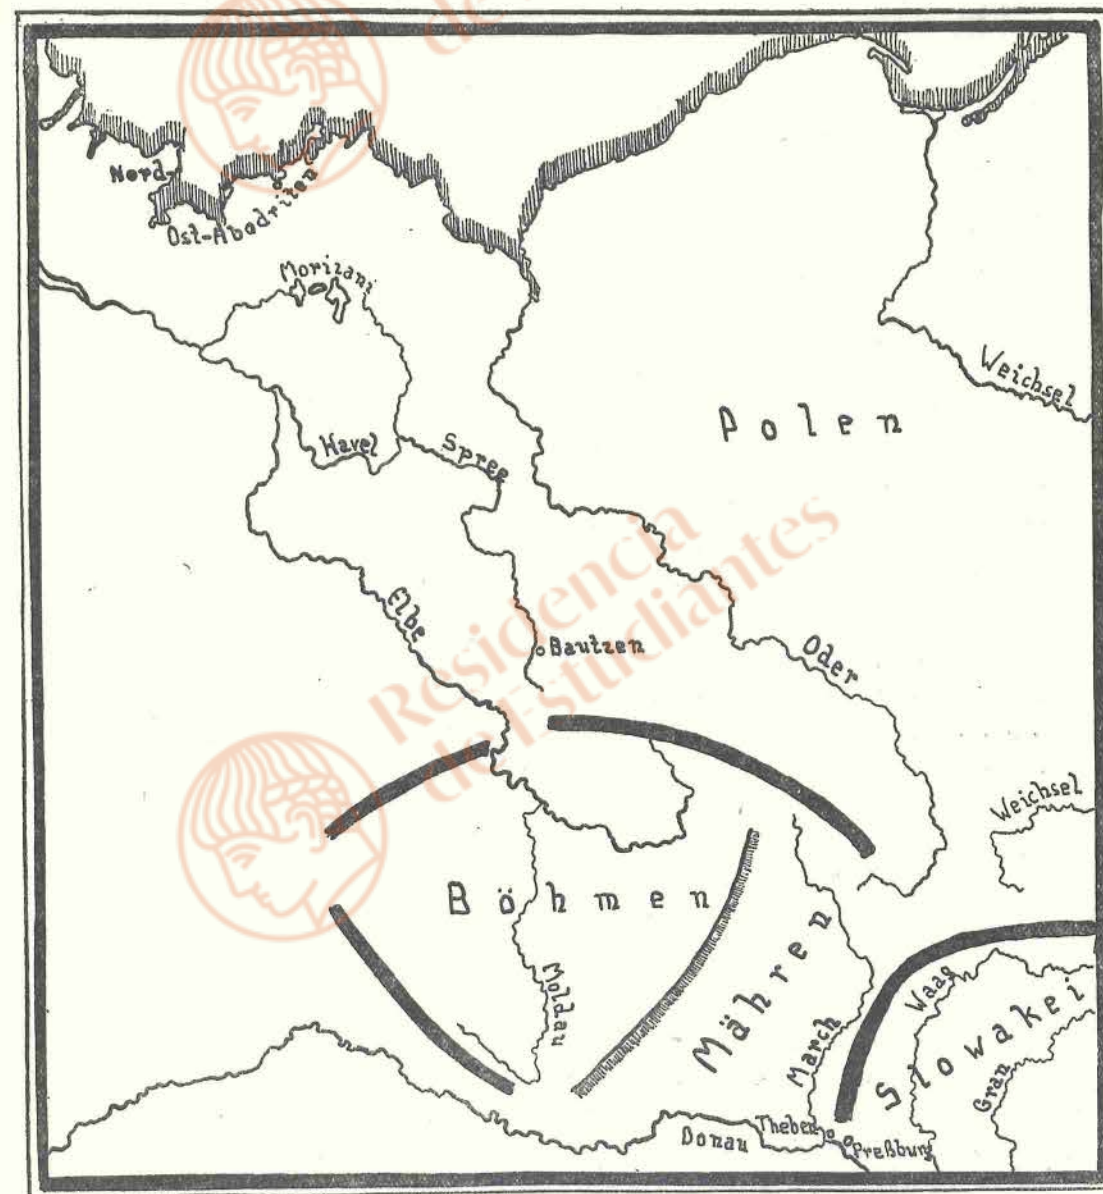 Nord-
Ost-Abodriten
Morizani
Weichsel
Polen
Havel
Spree
Elbe
Bautzen
Oder
Residencia
de Estudiantes
Weichsel
Böhmen
Mähren
Moldau
March
Waag
Slowakei
Gran
Theben
Donau
Preßburg